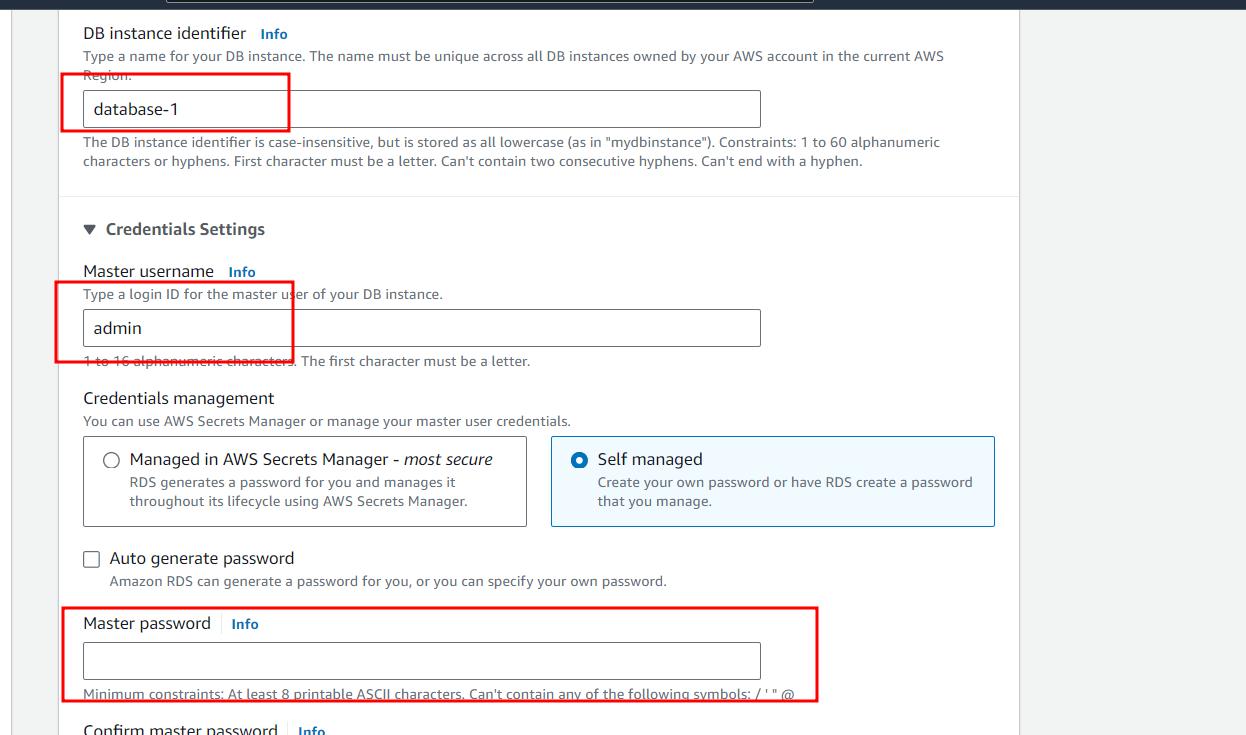 DB instance identifier Info
Type a name for your DB instance. The name must be unique across all DB instances owned by your AWS account in the current AWS
Region.
database-1
The DB instance identifier is case-insensitive, but is stored as all lowercase (as in "mydbinstance"). Constraints: 1 to 60 alphanumeric
characters or hyphens. First character must be a letter. Can't contain two consecutive hyphens. Can't end with a hyphen.
Credentials Settings
Master username Info
Type a login ID for the master user of your DB instance.
admin
1 to 16 alphanumeric characters. The first character must be a letter.
Credentials management
You can use AWS Secrets Manager or manage your master user credentials.
Managed in AWS Secrets Manager - most secure
RDS generates a password for you and manages it
throughout its lifecycle using AWS Secrets Manager.
Self managed
Create your own password or have RDS create a password
that you manage.
Auto generate password
Amazon RDS can generate a password for you, or you can specify your own password.
Master password Info
Minimum constraints: At least 8 printable ASCII characters. Can't contain any of the following symbols: / ' " @
Confirm master password Info